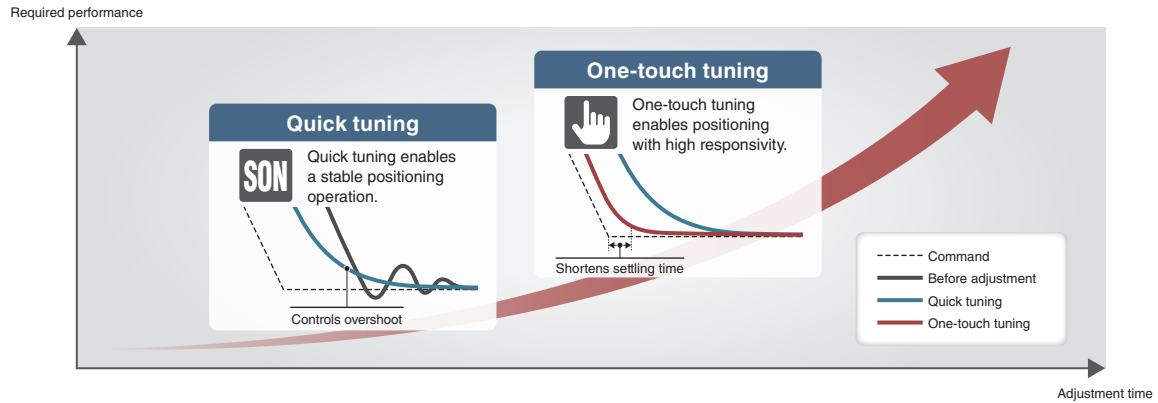 Required performance
Quick tuning
SON
Quick tuning enables
a stable positioning
operation.
Controls overshoot
One-touch tuning
One-touch tuning
enables positioning
with high responsivity.
Shortens settling time
Command
Before adjustment
Quick tuning
One-touch tuning
Adjustment time